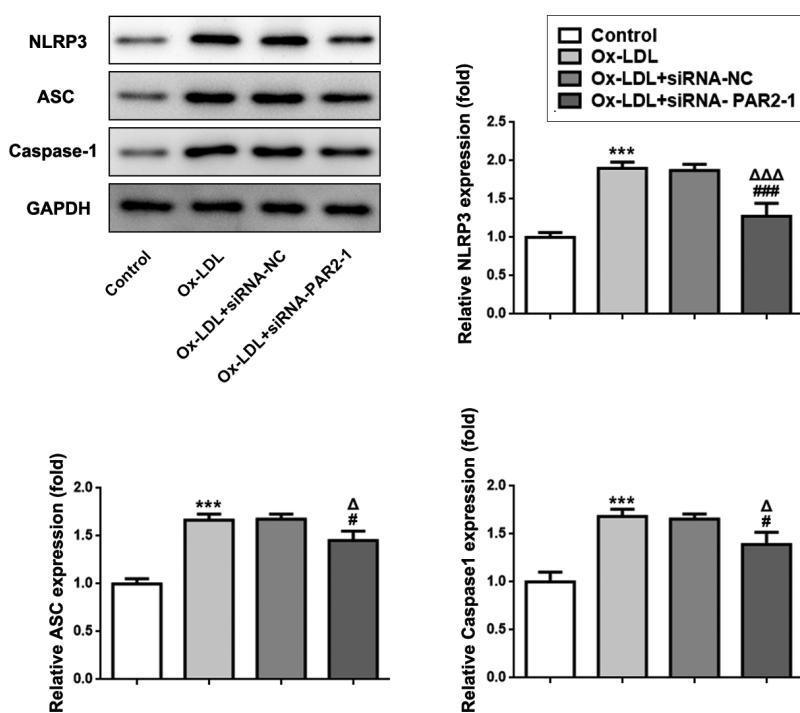 NLRP3
ASC
Caspase-1
GAPDH
Control
Ox-LDL
Ox-LDL+siRNA-NC
Ox-LDL+siRNA-PAR2-1
Control
Ox-LDL
Ox-LDL+siRNA-NC
Ox-LDL+siRNA- PAR2-1
Relative NLRP3 expression (fold)
2.5
2.0
1.5
1.0
0.5
0.0
***
ΔΔΔ
###
Relative ASC expression (fold)
2.0
1.5
1.0
0.5
0.0
***
Δ
#
Relative Caspase1 expression (fold)
2.0
1.5
1.0
0.5
0.0
***
Δ
#